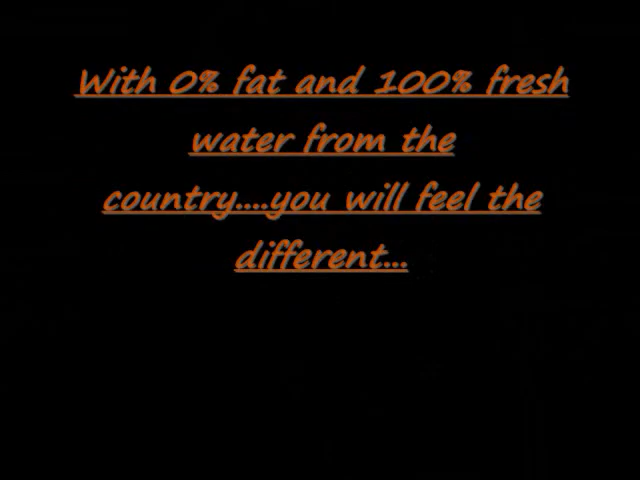 With 0% fat and 100% fresh
water from the
country....you will feel the
different...